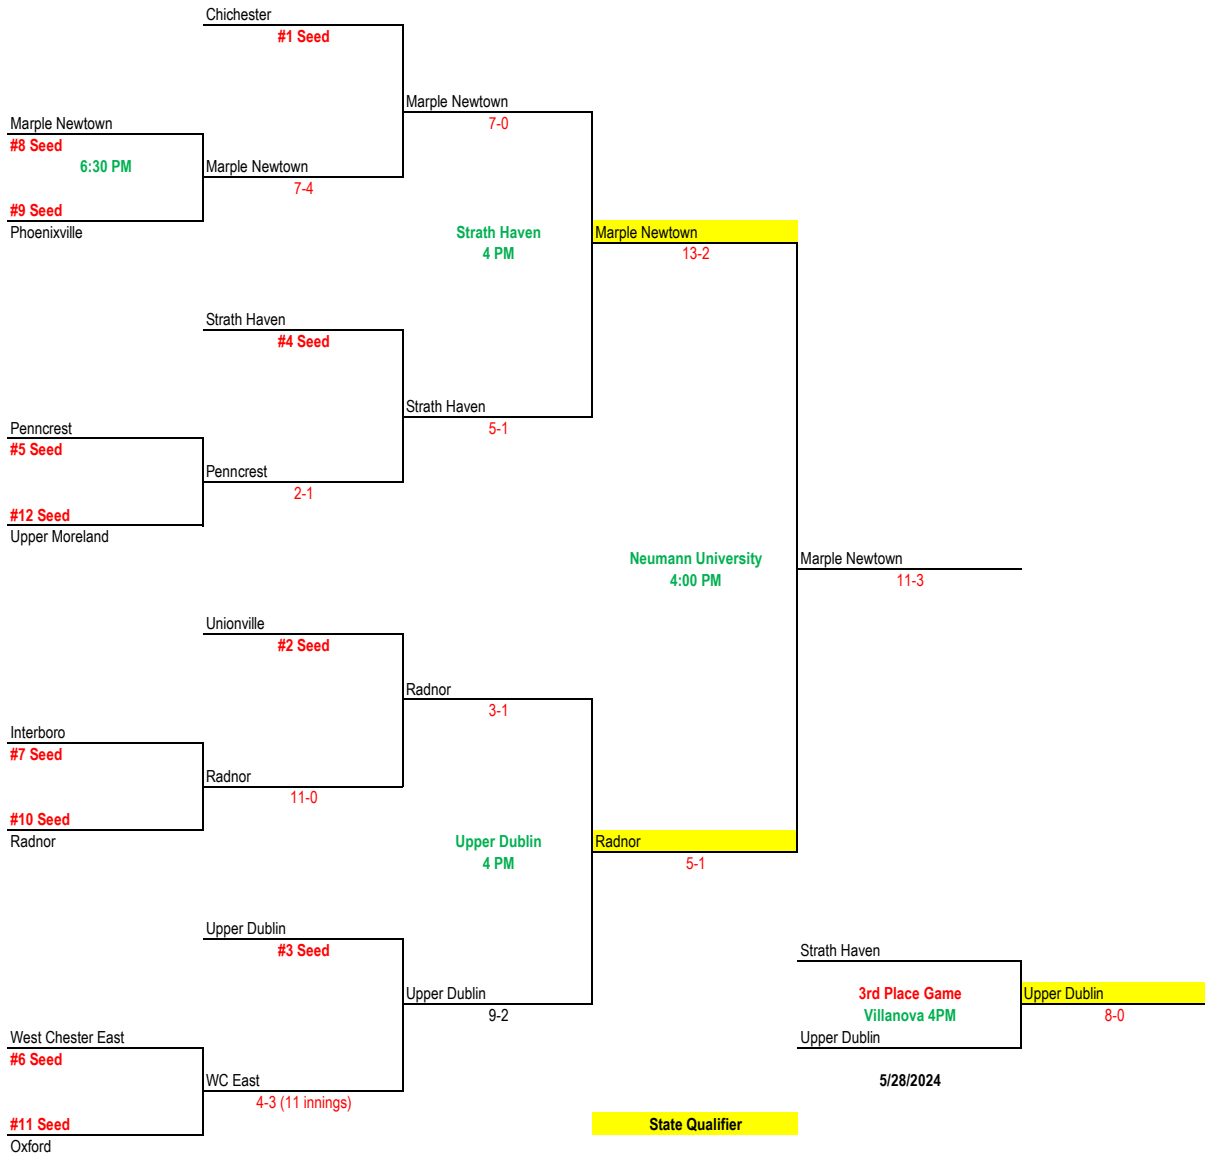 Chichester
#1 Seed
Marple Newtown
7-0
Marple Newtown
#8 Seed
6:30 PM
Marple Newtown
7-4
#9 Seed
Phoenixville
Strath Haven
4 PM
Marple Newtown
13-2
Strath Haven
#4 Seed
Strath Haven
5-1
Penncrest
#5 Seed
Penncrest
2-1
#12 Seed
Upper Moreland
Neumann University
4:00 PM
Marple Newtown
11-3
Unionville
#2 Seed
Radnor
3-1
Interboro
#7 Seed
Radnor
11-0
#10 Seed
Radnor
Upper Dublin
4 PM
Radnor
5-1
Upper Dublin
#3 Seed
Strath Haven
Upper Dublin
9-2
3rd Place Game
Villanova 4PM
Upper Dublin
8-0
Upper Dublin
West Chester East
#6 Seed
WC East
4-3 (11 innings)
5/28/2024
#11 Seed
Oxford
State Qualifier